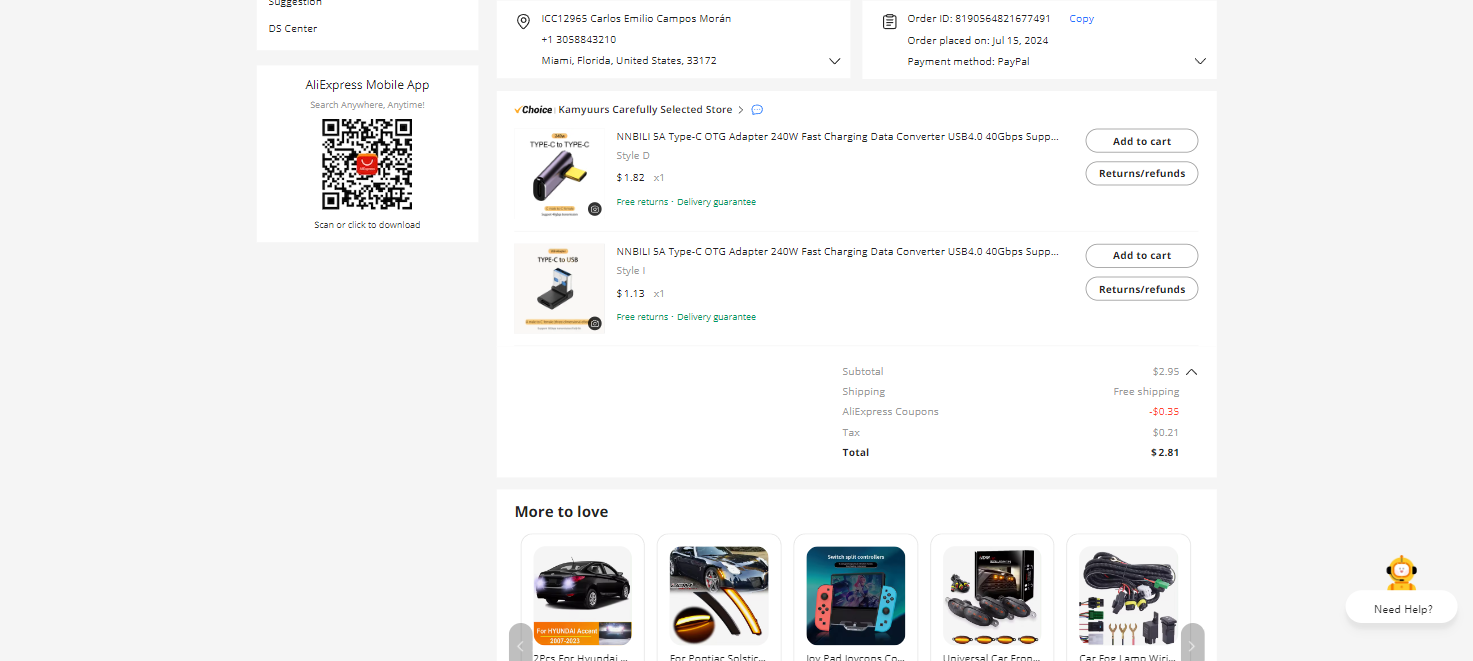 Suggestion
DS Center
AliExpress Mobile App
Search Anywhere, Anytime!
Scan or click to download
ICC12965 Carlos Emilio Campos Morán
+1 3058843210
Miami, Florida, United States, 33172
Order ID: 8190564821677491 Copy
Order placed on: Jul 15, 2024
Payment method: PayPal
Choice Kamyuurs Carefully Selected Store
240W
TYPE-C to TYPE-C
NNBILI 5A Type-C OTG Adapter 240W Fast Charging Data Converter USB4.0 40Gbps Supp...
Style D
$1.82 x1
Free returns · Delivery guarantee
Add to cart
Returns/refunds
TYPE-C to USB
NNBILI 5A Type-C OTG Adapter 240W Fast Charging Data Converter USB4.0 40Gbps Supp...
Style I
$1.13 x1
Free returns · Delivery guarantee
Add to cart
Returns/refunds
Subtotal $2.95
Shipping Free shipping
AliExpress Coupons -$0.35
Tax $0.21
Total $2.81
More to love
For HYUNDAI Accent
2007-2023
Switch split controllers
2Pcs For Hyundai ...
For Pontiac Solstic...
Joy Pad Joycons Co...
Universal Car Fron...
Car Fog Lamp Wiri...
Need Help?